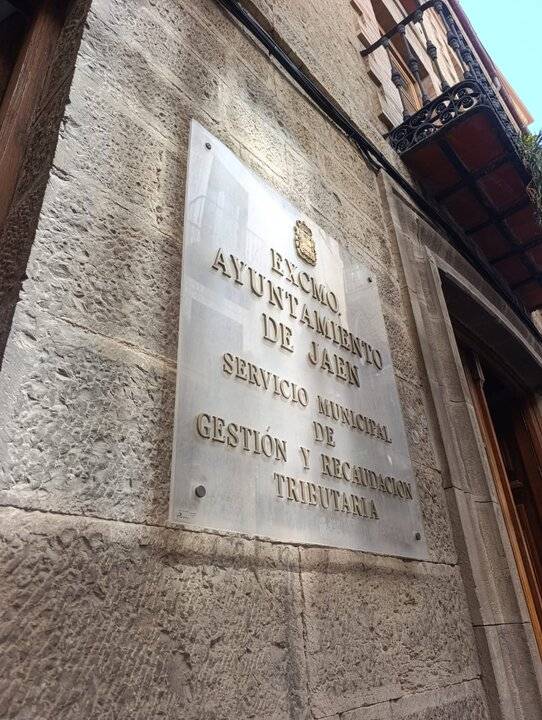 EXCMO.
AYUNTAMIENTO
DE JAEN
SERVICIO MUNICIPAL
DE
GESTIÓN Y RECAUDACION
TRIBUTARIA